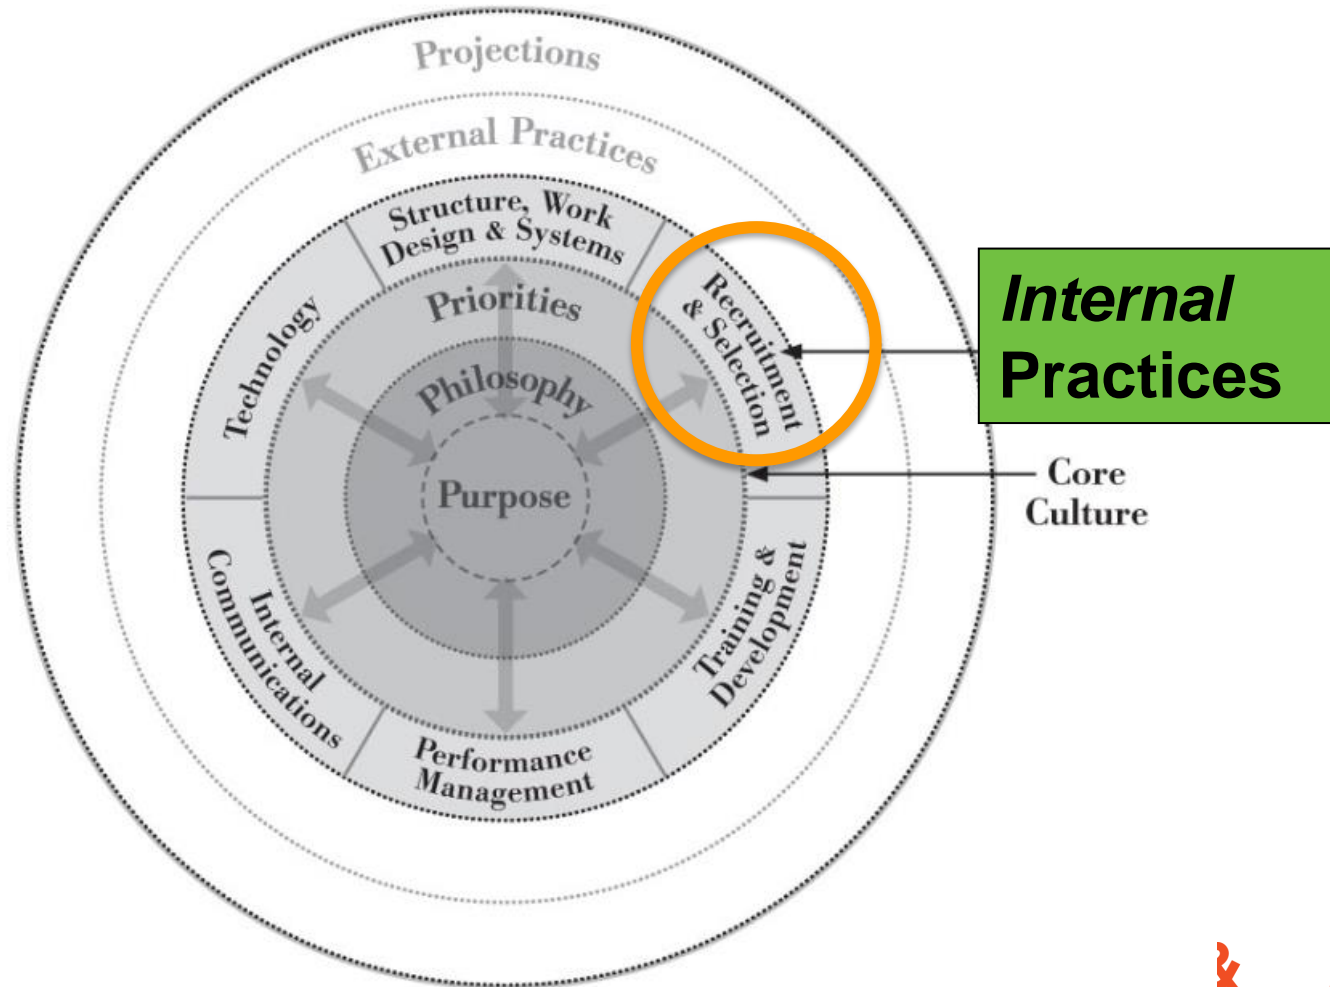 Projections
External Practices
Structure, Work
Design & Systems
Recruitment
& Selection
Technology
Priorities
Philosophy
Purpose
Internal
Practices
Core
Culture
Training &
Development
Internal
Communications
Performance
Management
&